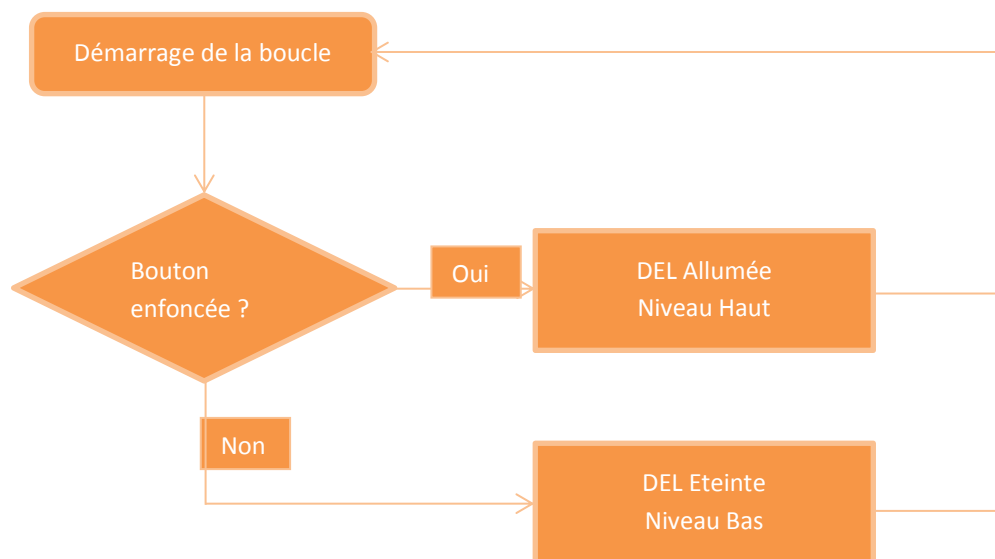 Démarrage de la boucle
Bouton
enfoncée ?
Oui
DEL Allumée
Niveau Haut
Non
DEL Eteinte
Niveau Bas